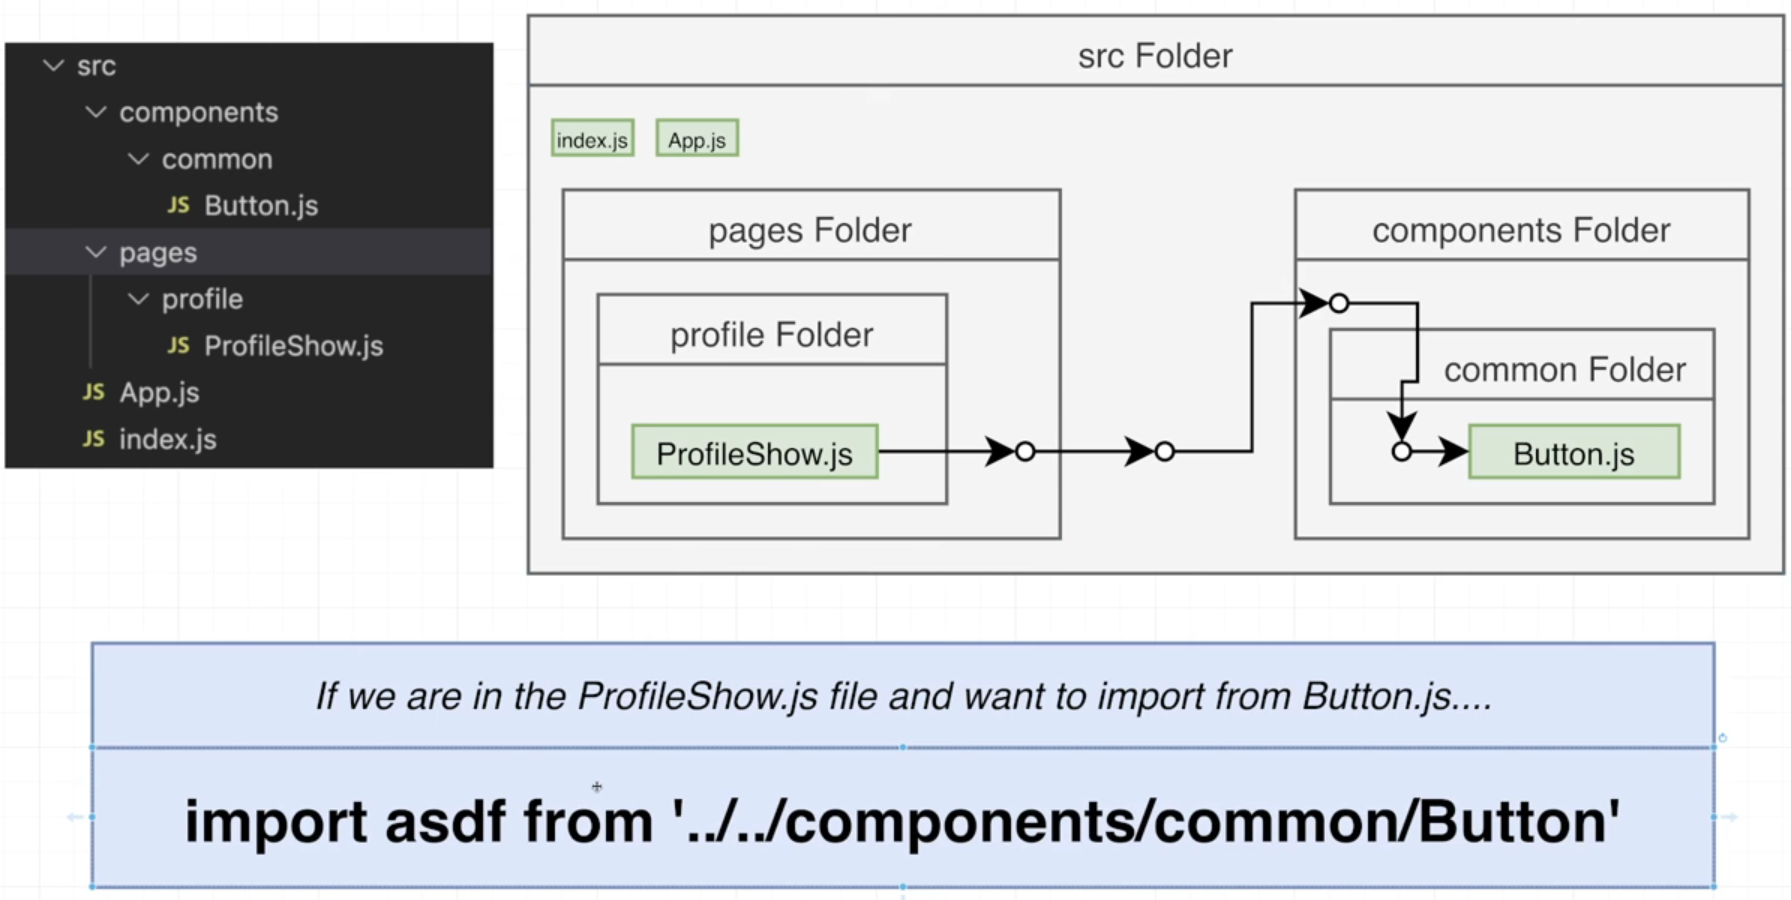 src
components
common
JS Button.js
pages
profile
JS ProfileShow.js
JS App.js
JS index.js
src Folder
index.js App.js
pages Folder
profile Folder
ProfileShow.js
components Folder
common Folder
Button.js
If we are in the ProfileShow.js file and want to import from Button.js....
import asdf from '../../components/common/Button'